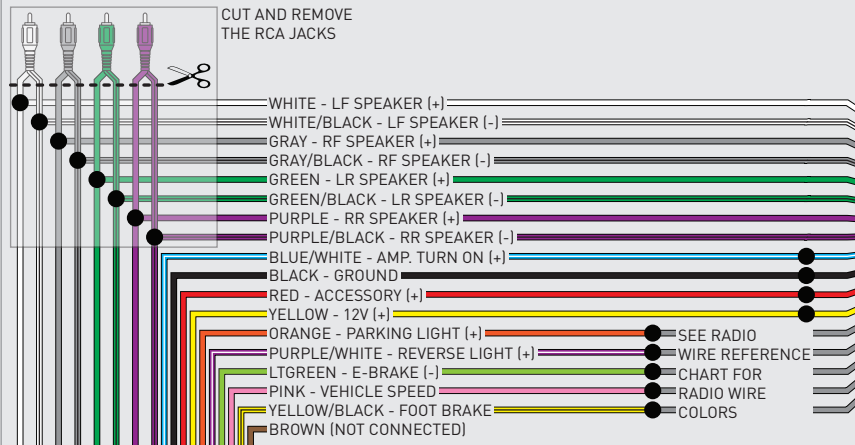 CUT AND REMOVE
THE RCA JACKS
WHITE - LF SPEAKER (+)
WHITE/BLACK - LF SPEAKER (-)
GRAY - RF SPEAKER (+)
GRAY/BLACK - RF SPEAKER (-)
GREEN - LR SPEAKER (+)
GREEN/BLACK - LR SPEAKER (-)
PURPLE - RR SPEAKER (+)
PURPLE/BLACK - RR SPEAKER (-)
BLUE/WHITE - AMP. TURN ON (+)
BLACK - GROUND
RED - ACCESSORY (+)
YELLOW - 12V (+)
ORANGE - PARKING LIGHT (+)
PURPLE/WHITE - REVERSE LIGHT (+)
LTGREEN - E-BRAKE (-)
PINK - VEHICLE SPEED
YELLOW/BLACK - FOOT BRAKE
BROWN (NOT CONNECTED)
SEE RADIO
WIRE REFERENCE
CHART FOR
RADIO WIRE
COLORS